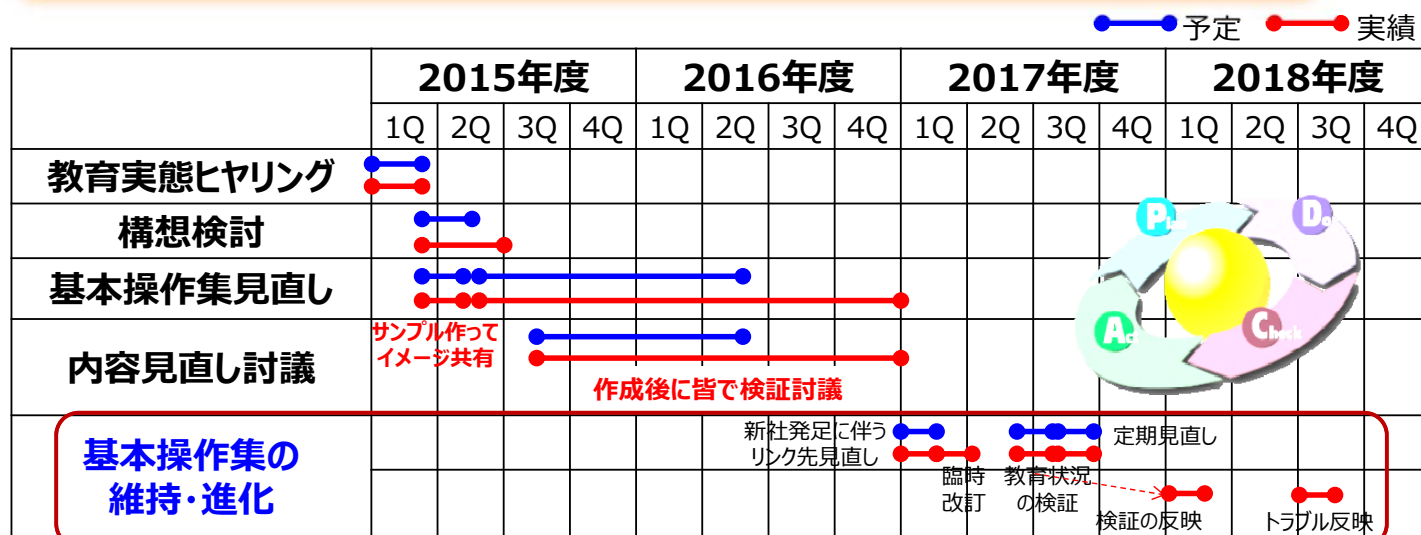 予定 実績
2015年度 2016年度 2017年度 2018年度
1Q 2Q 3Q 4Q 1Q 2Q 3Q 4Q 1Q 2Q 3Q 4Q 1Q 2Q 3Q 4Q
教育実態ヒヤリング
構想検討
基本操作集見直し
サンプル作って
イメージ共有
内容見直し討議
作成後に皆で検証討議
Plan
Do
Check
Act
基本操作集の
維持・進化
新社発足に伴う
リンク先見直し
臨時
改訂
教育状況
の検証
定期見直し
検証の反映
トラブル反映